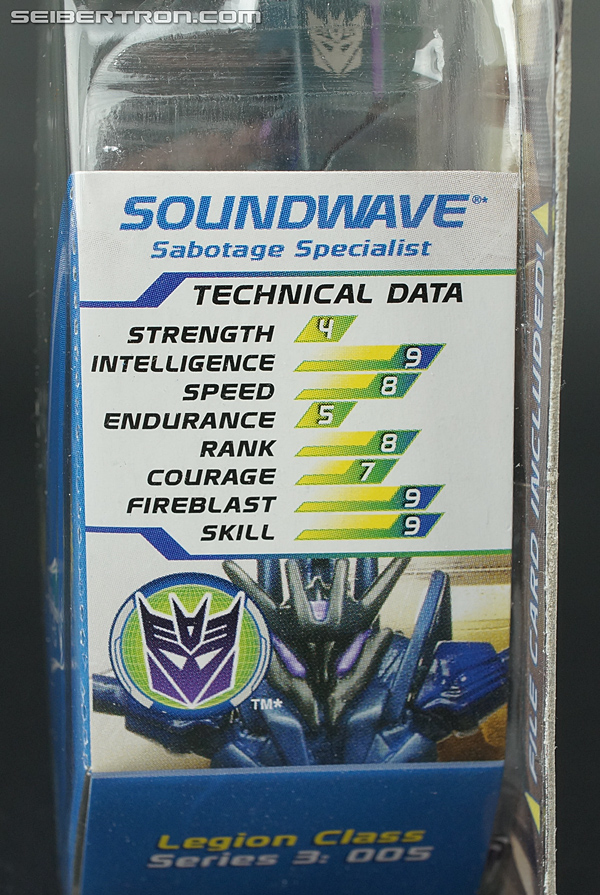 SEIBERTRON.COM
SOUNDWAVE®*
Sabotage Specialist
TECHNICAL DATA
STRENGTH 4
INTELLIGENCE 9
SPEED 8
ENDURANCE 5
RANK 8
COURAGE 7
FIREBLAST 9
SKILL 9
TM*
Legion Class
Series 3: 005
FILE CARD INCLUDED!